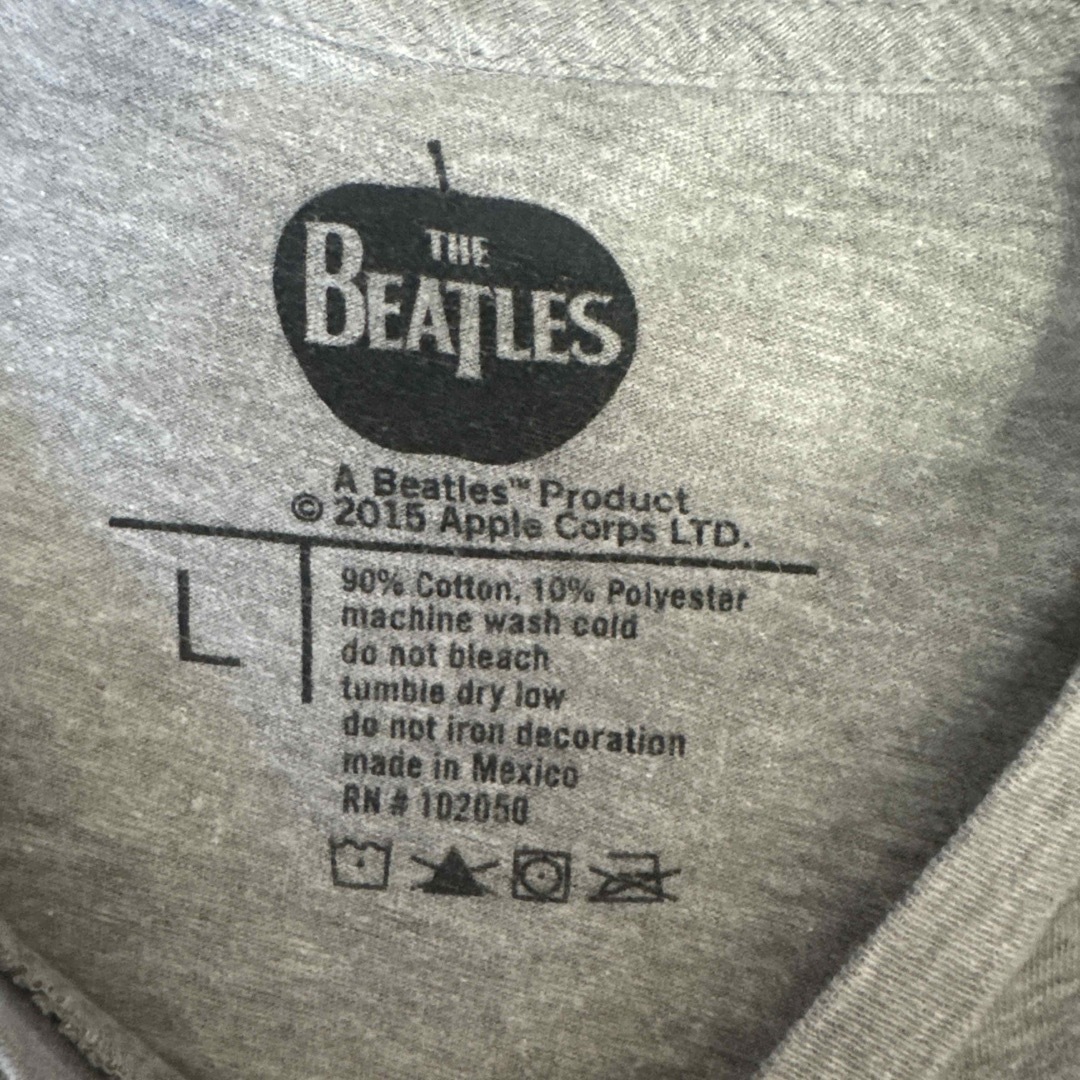 THE
BEATLES
A Beatles™ Product
© 2015 Apple Corps LTD.
L
90% Cotton, 10% Polyester
machine wash cold
do not bleach
tumble dry low
do not iron decoration
made in Mexico
RN # 102050